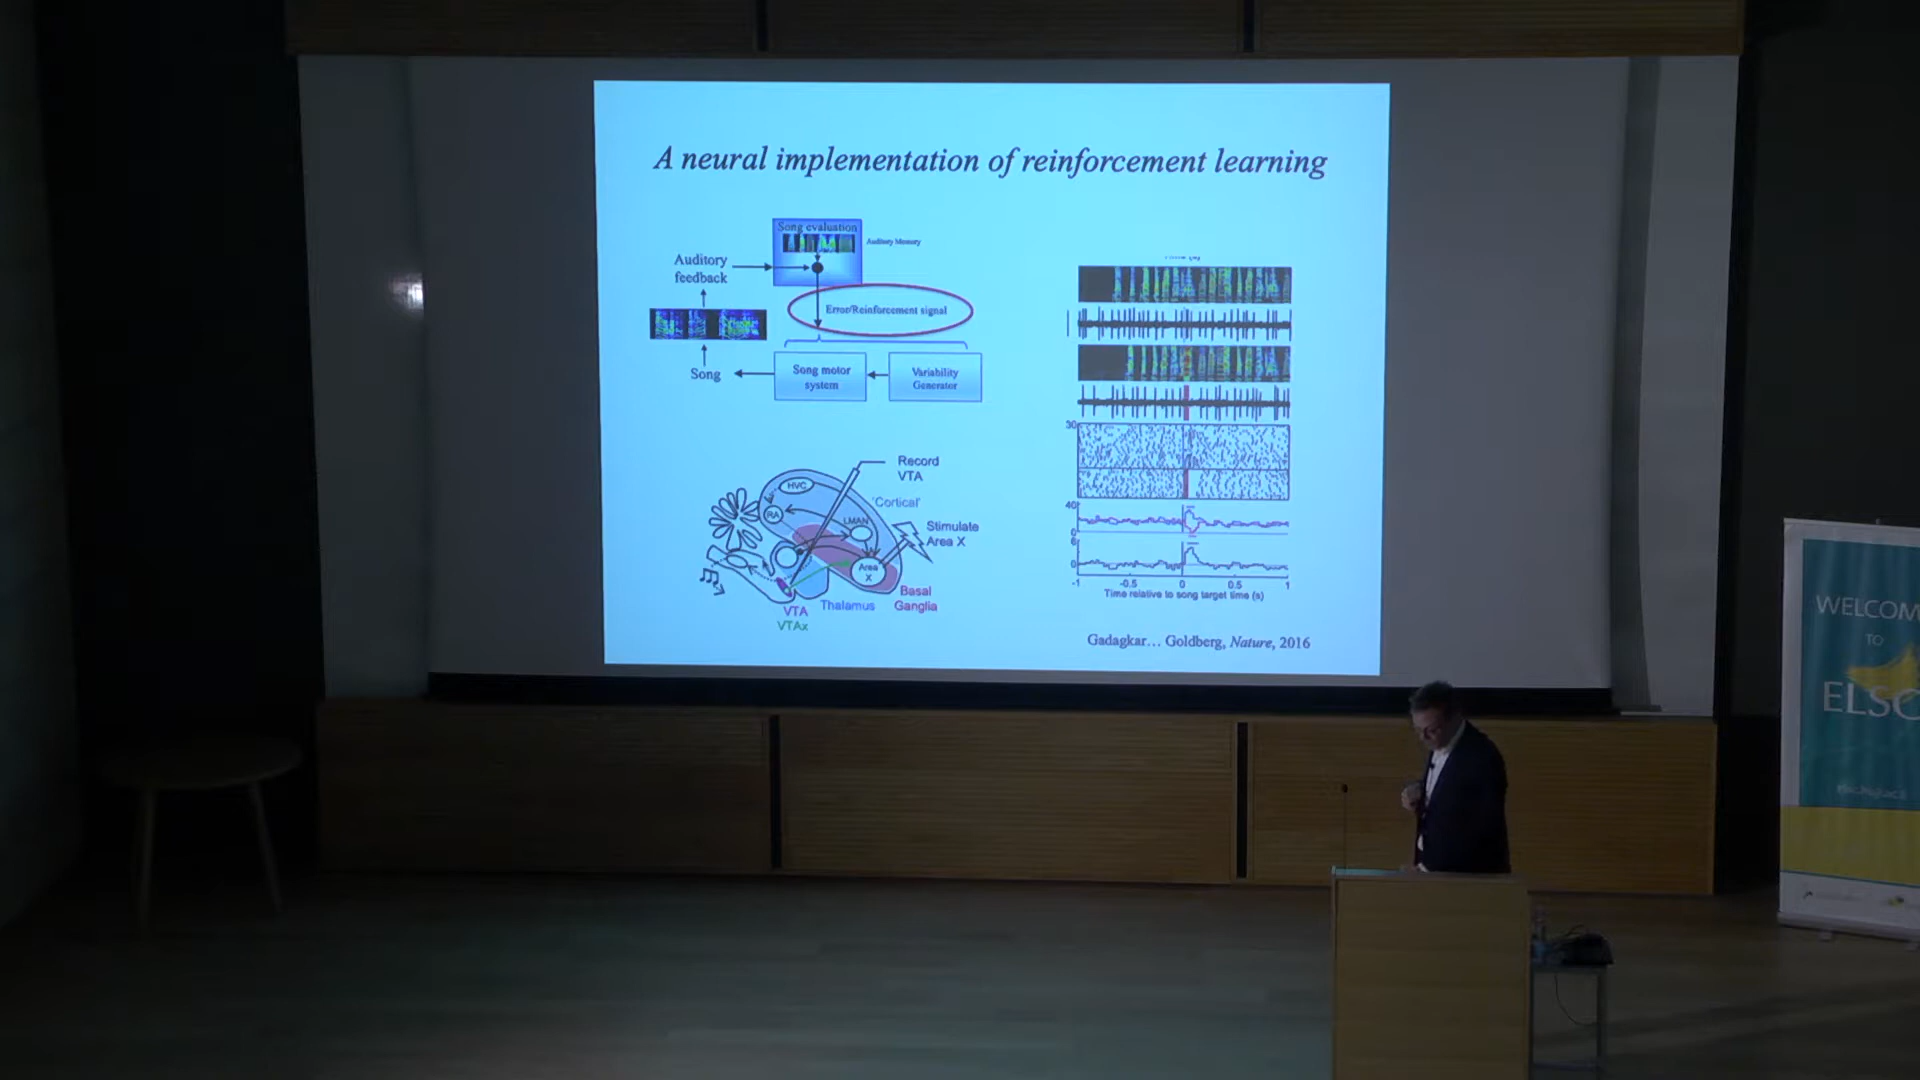 A neural implementation of reinforcement learning
Song evaluation
Auditory Memory
Auditory
feedback
Error/Reinforcement signal
Song
Song motor
system
Variability
Generator
Record
VTA
HVC
'Cortical'
RA
LMAN
Stimulate
Area X
Area
X
Basal
Ganglia
Thalamus
VTA
VTAx
30
40
0
6
0
-1 -0.5 0 0.5 1
Time relative to song target time (s)
Gadagkar... Goldberg, Nature, 2016
WELCOM
TO
ELSC